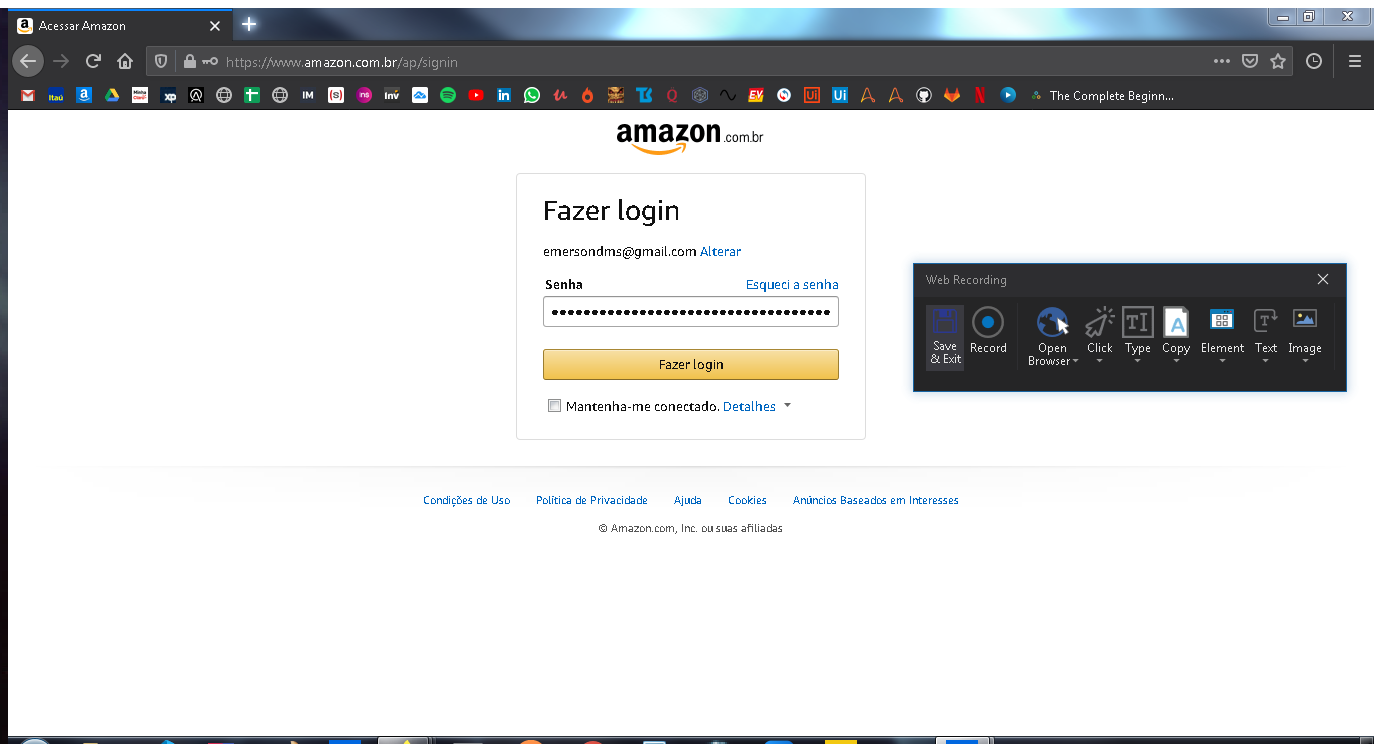 Acessar Amazon
https://www.amazon.com.br/ap/signin
The Complete Beginn...
amazon.com.br
Fazer login
emersondms@gmail.com Alterar
Senha Esqueci a senha
Fazer login
Mantenha-me conectado. Detalhes
Web Recording
Save & Exit
Record
Open Browser
Click
Type
Copy
Element
Text
Image
Condições de Uso Política de Privacidade Ajuda Cookies Anúncios Baseados em Interesses
© Amazon.com, Inc. ou suas afiliadas